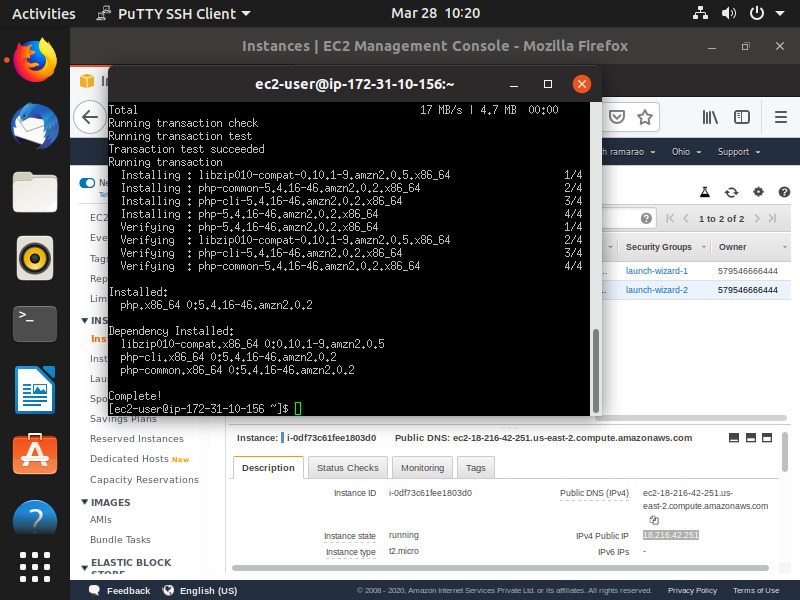 Activities
PuTTY SSH Client
Mar 28 10:20
Instances | EC2 Management Console - Mozilla Firefox
ec2-user@ip-172-31-10-156:~
Total 17 MB/s | 4.7 MB 00:00
Running transaction check
Running transaction test
Transaction test succeeded
Running transaction
Installing : libzip010-compat-0.10.1-9.amzn2.0.5.x86_64 1/4
Installing : php-common-5.4.16-46.amzn2.0.2.x86_64 2/4
Installing : php-cli-5.4.16-46.amzn2.0.2.x86_64 3/4
Installing : php-5.4.16-46.amzn2.0.2.x86_64 4/4
Verifying : php-5.4.16-46.amzn2.0.2.x86_64 1/4
Verifying : libzip010-compat-0.10.1-9.amzn2.0.5.x86_64 2/4
Verifying : php-cli-5.4.16-46.amzn2.0.2.x86_64 3/4
Verifying : php-common-5.4.16-46.amzn2.0.2.x86_64 4/4
Installed:
php.x86_64 0:5.4.16-46.amzn2.0.2
Dependency Installed:
libzip010-compat.x86_64 0:0.10.1-9.amzn2.0.5
php-cli.x86_64 0:5.4.16-46.amzn2.0.2
php-common.x86_64 0:5.4.16-46.amzn2.0.2
Complete!
[ec2-user@ip-172-31-10-156 ~]$
h ramarao
Ohio
Support
1 to 2 of 2
Security Groups
Owner
launch-wizard-1
579546666444
launch-wizard-2
579546666444
Ne
EC2
Eve
Tags
Rep
Lim
INS
Inst
Inst
Lau
Spo
Savings Plans
Reserved Instances
Dedicated Hosts New
Capacity Reservations
IMAGES
AMIs
Bundle Tasks
ELASTIC BLOCK
STORE
Instance: i-0df73c61fee1803d0 Public DNS: ec2-18-216-42-251.us-east-2.compute.amazonaws.com
Description
Status Checks
Monitoring
Tags
Instance ID i-0df73c61fee1803d0
Public DNS (IPv4) ec2-18-216-42-251.us-
east-2.compute.amazonaws.com
Instance state running
IPv4 Public IP 18.216.42.251
Instance type t2.micro
IPv6 IPs -
Feedback
English (US)
© 2008 - 2020, Amazon Internet Services Private Ltd. or its affiliates. All rights reserved.
Privacy Policy
Terms of Use